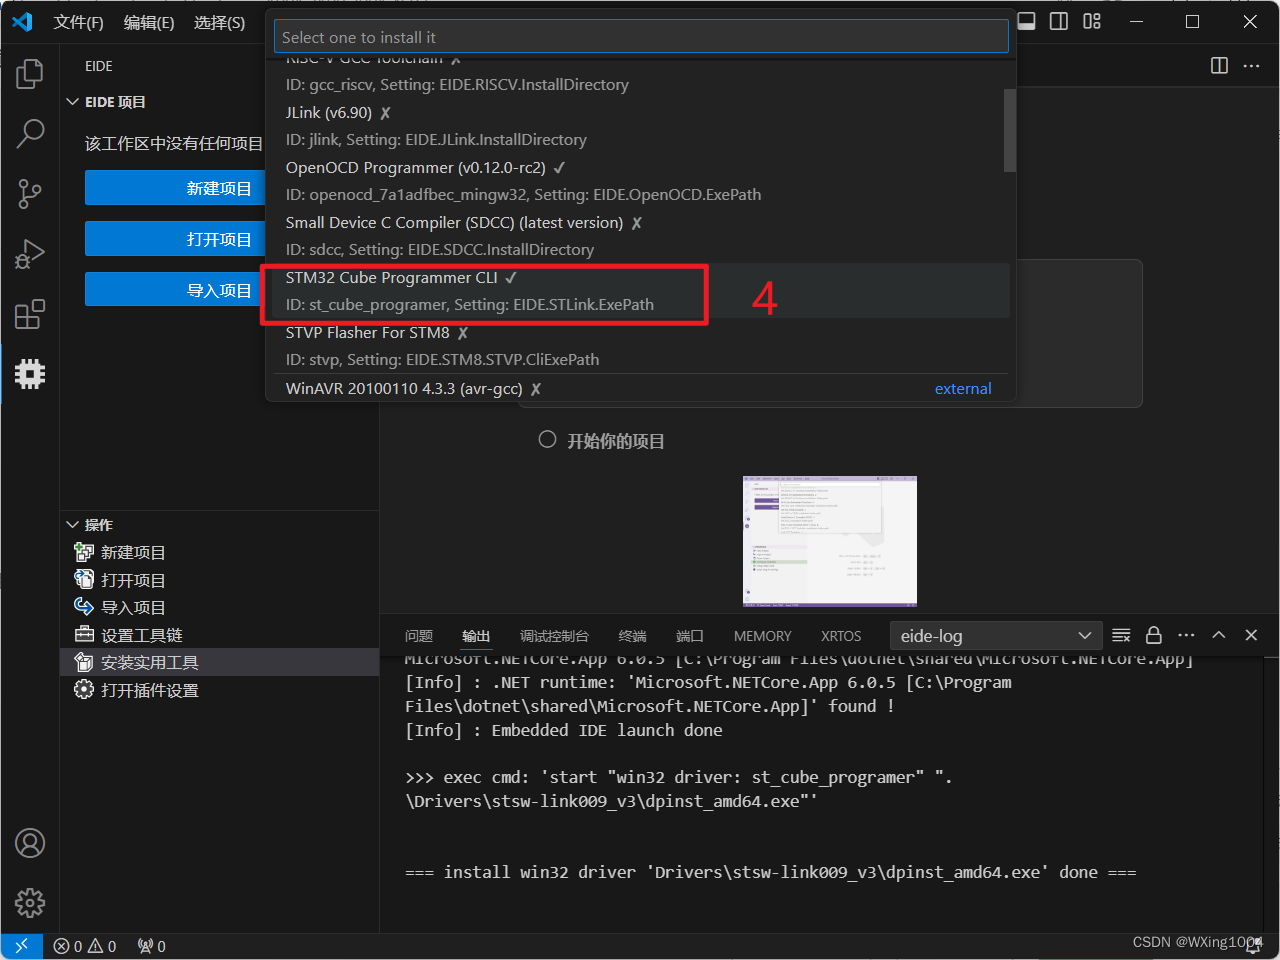 文件(F) 编辑(E) 选择(S)
Select one to install it
EIDE
EIDE 项目
该工作区中没有任何项目
新建项目
打开项目
导入项目
RISC-V GCC Toolchain ✗
ID: gcc_riscv, Setting: EIDE.RISCV.InstallDirectory
JLink (v6.90) ✗
ID: jlink, Setting: EIDE.JLink.InstallDirectory
OpenOCD Programmer (v0.12.0-rc2) ✓
ID: openocd_7a1adfbec_mingw32, Setting: EIDE.OpenOCD.ExePath
Small Device C Compiler (SDCC) (latest version) ✗
ID: sdcc, Setting: EIDE.SDCC.InstallDirectory
STM32 Cube Programmer CLI ✓
ID: st_cube_programer, Setting: EIDE.STLink.ExePath
4
STVP Flasher For STM8 ✗
ID: stvp, Setting: EIDE.STM8.STVP.CliExePath
WinAVR 20100110 4.3.3 (avr-gcc) ✗ external
开始你的项目
操作
新建项目
打开项目
导入项目
设置工具链
安装实用工具
打开插件设置
问题 输出 调试控制台 终端 端口 MEMORY XRTOS eide-log
Microsoft.NETCore.App 6.0.5 [C:\Program Files\dotnet\shared\Microsoft.NETCore.App]
[Info] : .NET runtime: 'Microsoft.NETCore.App 6.0.5 [C:\Program
Files\dotnet\shared\Microsoft.NETCore.App]' found !
[Info] : Embedded IDE launch done
>>> exec cmd: 'start "win32 driver: st_cube_programer" ".
\Drivers\stsw-link009_v3\dpinst_amd64.exe"'
=== install win32 driver 'Drivers\stsw-link009_v3\dpinst_amd64.exe' done ===
0 0 0
CSDN @WXing1004